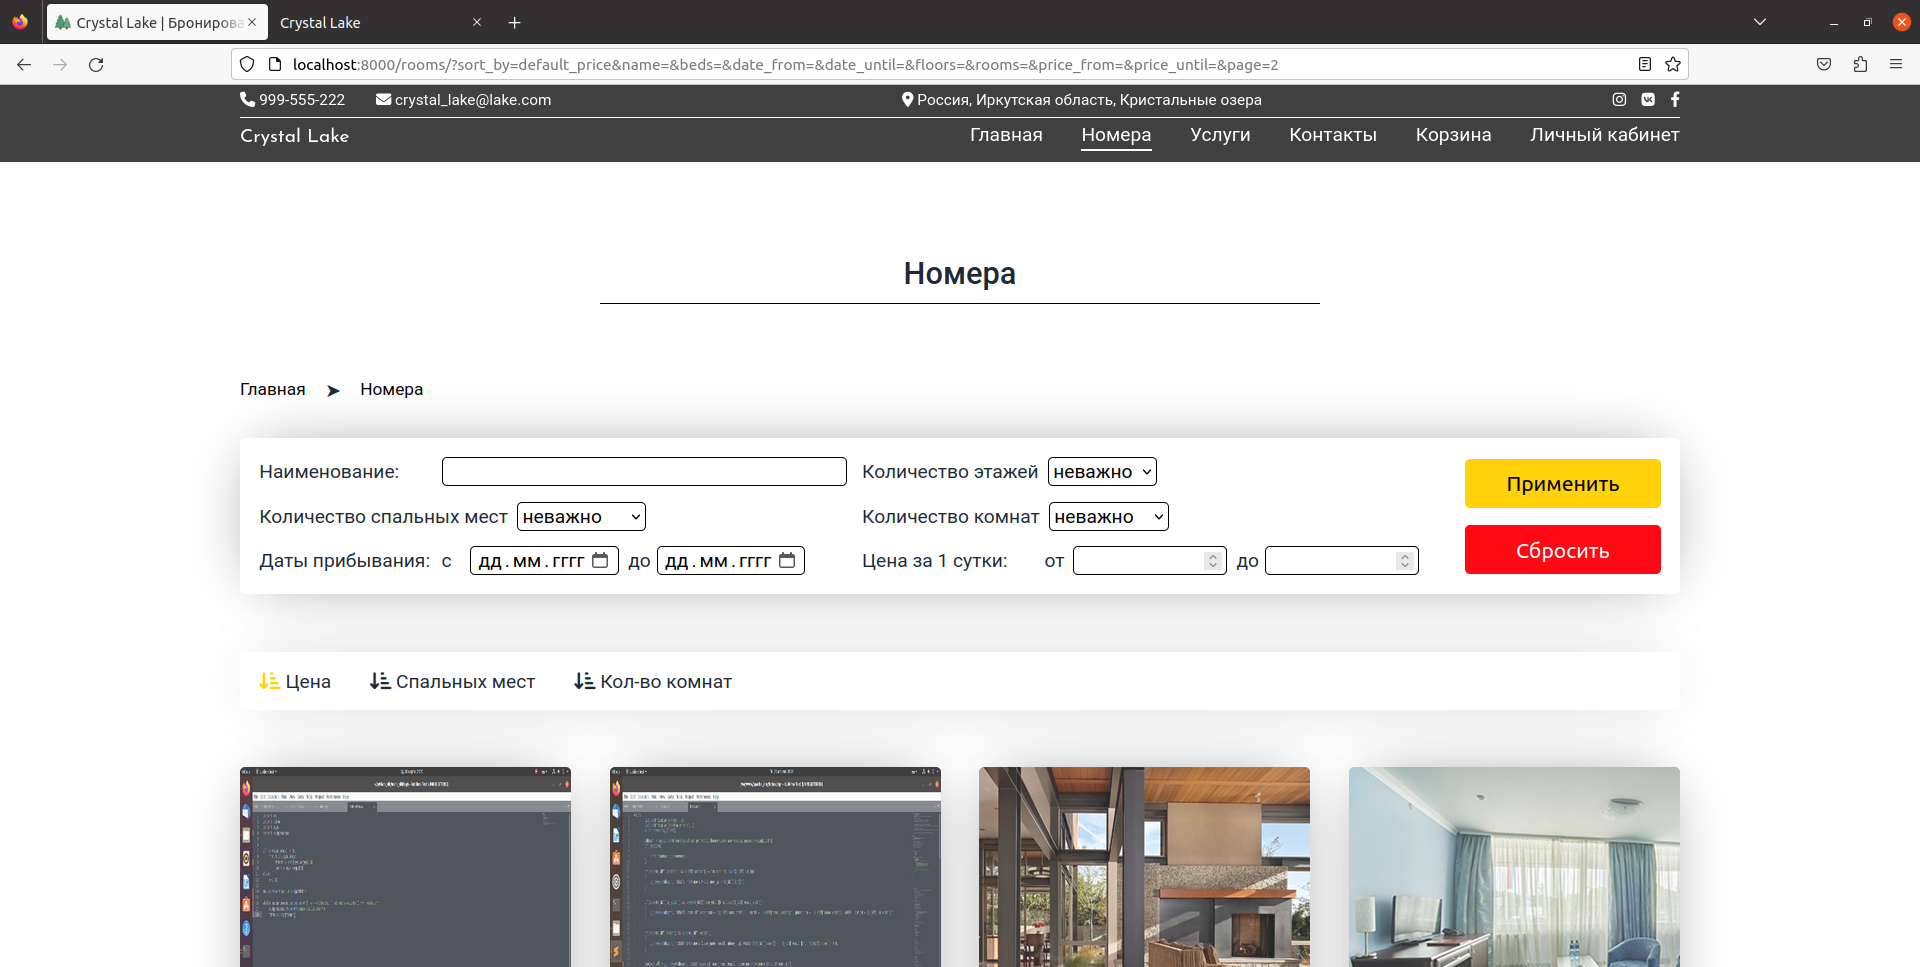 Crystal Lake | Бронирова
Crystal Lake
localhost:8000/rooms/?sort_by=default_price&name=&beds=&date_from=&date_until=&floors=&rooms=&price_from=&price_until=&page=2
999-555-222 crystal_lake@lake.com Россия, Иркутская область, Кристальные озера
Crystal Lake Главная Номера Услуги Контакты Корзина Личный кабинет
Номера
Главная ➤ Номера
Наименование: Количество этажей неважно Применить
Количество спальных мест неважно Количество комнат неважно
Даты прибывания: с дд.мм.гггг до дд.мм.гггг Цена за 1 сутки: от до Сбросить
Цена Спальных мест Кол-во комнат